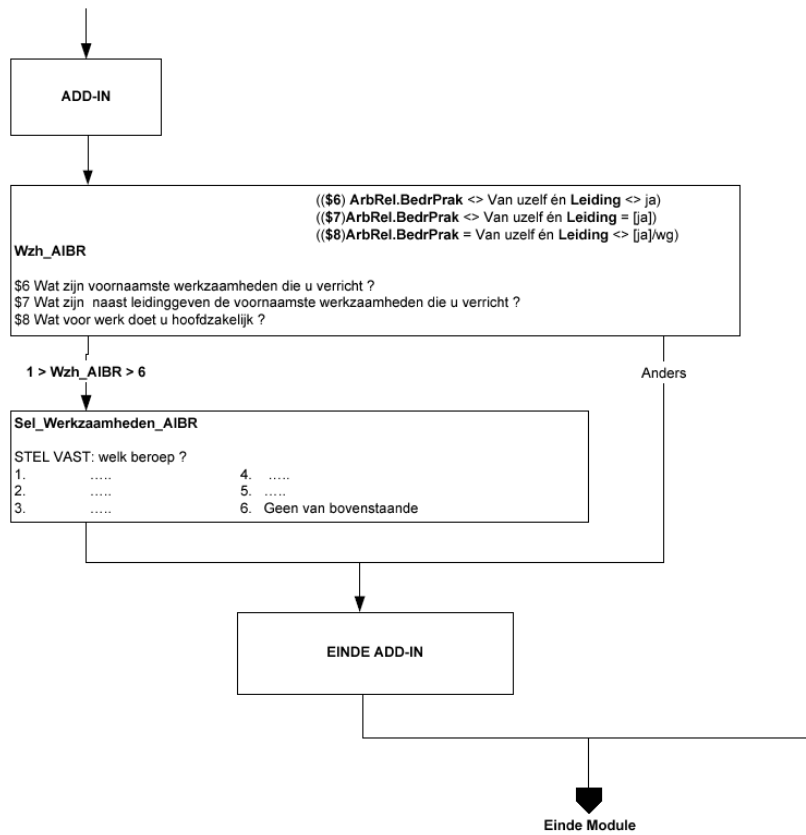 ADD-IN
(($6) ArbRel.BedrPrak <> Van uzelf én Leiding <> ja)
(($7)ArbRel.BedrPrak <> Van uzelf én Leiding = [ja])
(($8)ArbRel.BedrPrak = Van uzelf én Leiding <> [ja]/wg)
Wzh_AIBR
$6 Wat zijn voornaamste werkzaamheden die u verricht ?
$7 Wat zijn naast leidinggeven de voornaamste werkzaamheden die u verricht ?
$8 Wat voor werk doet u hoofdzakelijk ?
1 > Wzh_AIBR > 6
Anders
Sel_Werkzaamheden_AIBR
STEL VAST: welk beroep ?
1. ..... 4. .....
2. ..... 5. .....
3. ..... 6. Geen van bovenstaande
EINDE ADD-IN
Einde Module